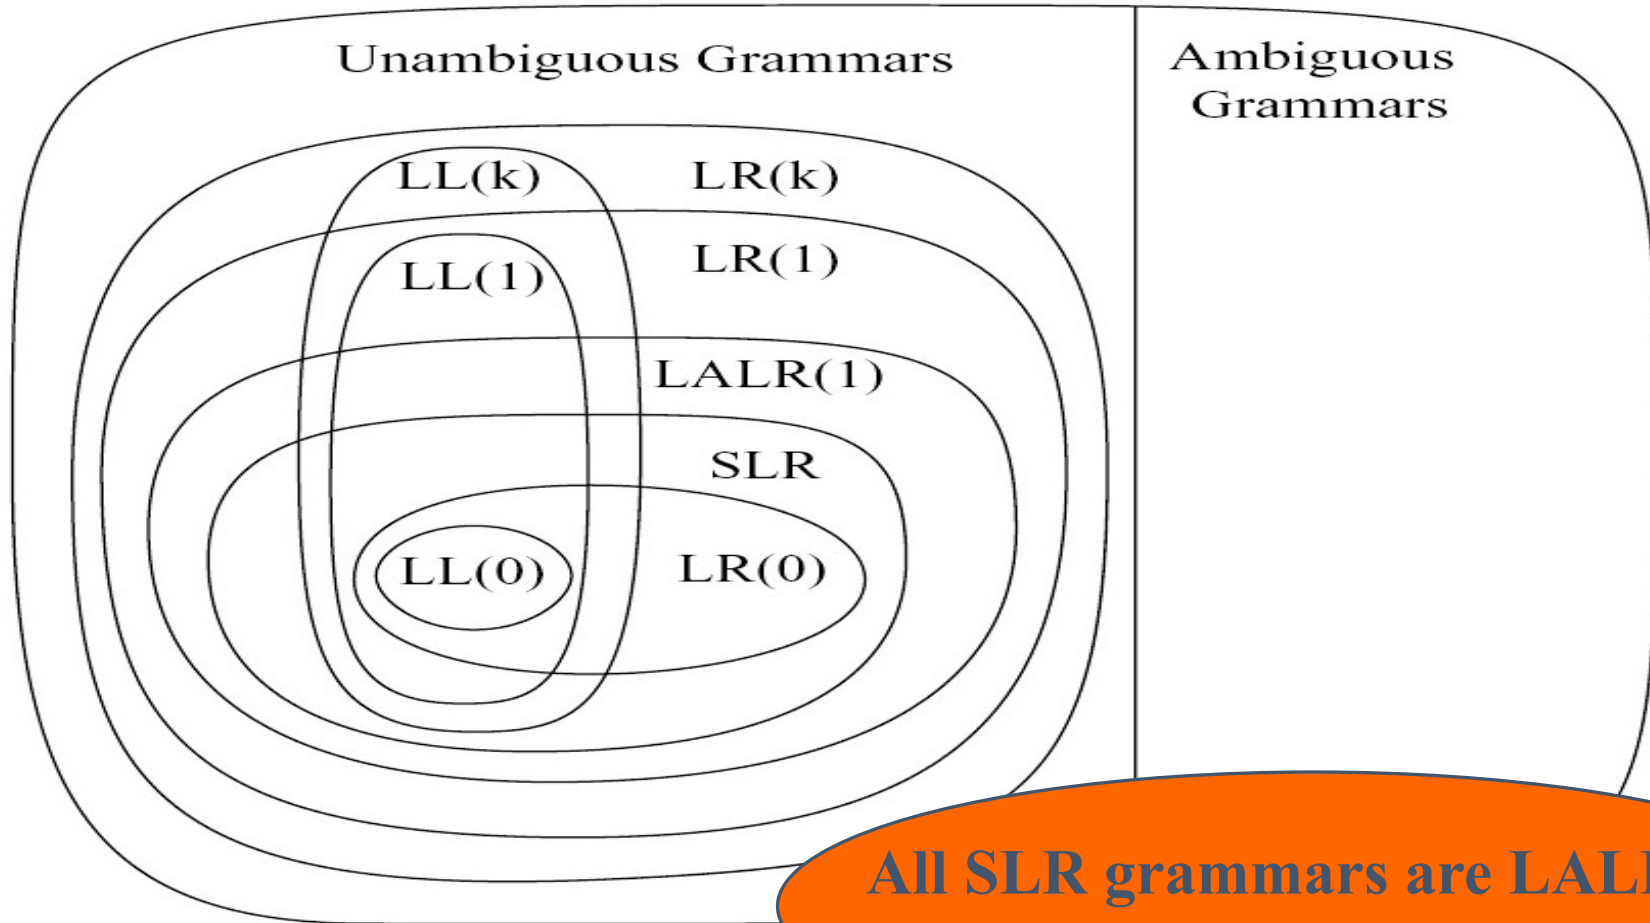 Unambiguous Grammars
Ambiguous
Grammars
LL(k)
LR(k)
LL(1)
LR(1)
LALR(1)
SLR
LL(0)
LR(0)
All SLR grammars are